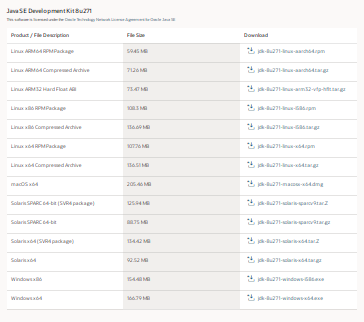 Java SE Development Kit 8u271
This software is licensed under the Oracle Technology Network License Agreement for Oracle Java SE
Product / File Description File Size Download
Linux ARM 64 RPM Package 59.45 MB jdk-8u271-linux-aarch64.rpm
Linux ARM 64 Compressed Archive 71.26 MB jdk-8u271-linux-aarch64.tar.gz
Linux ARM 32 Hard Float ABI 73.47 MB jdk-8u271-linux-arm32-vfp-hflt.tar.gz
Linux x86 RPM Package 108.3 MB jdk-8u271-linux-i586.rpm
Linux x86 Compressed Archive 136.69 MB jdk-8u271-linux-i586.tar.gz
Linux x64 RPM Package 107.76 MB jdk-8u271-linux-x64.rpm
Linux x64 Compressed Archive 136.51 MB jdk-8u271-linux-x64.tar.gz
macOS x64 205.46 MB jdk-8u271-macosx-x64.dmg
Solaris SPARC 64-bit (SVR4 package) 125.94 MB jdk-8u271-solaris-sparcv9.tar.Z
Solaris SPARC 64-bit 88.75 MB jdk-8u271-solaris-sparcv9.tar.gz
Solaris x64 (SVR4 package) 134.42 MB jdk-8u271-solaris-x64.tar.Z
Solaris x64 92.52 MB jdk-8u271-solaris-x64.tar.gz
Windows x86 154.48 MB jdk-8u271-windows-i586.exe
Windows x64 166.79 MB jdk-8u271-windows-x64.exe